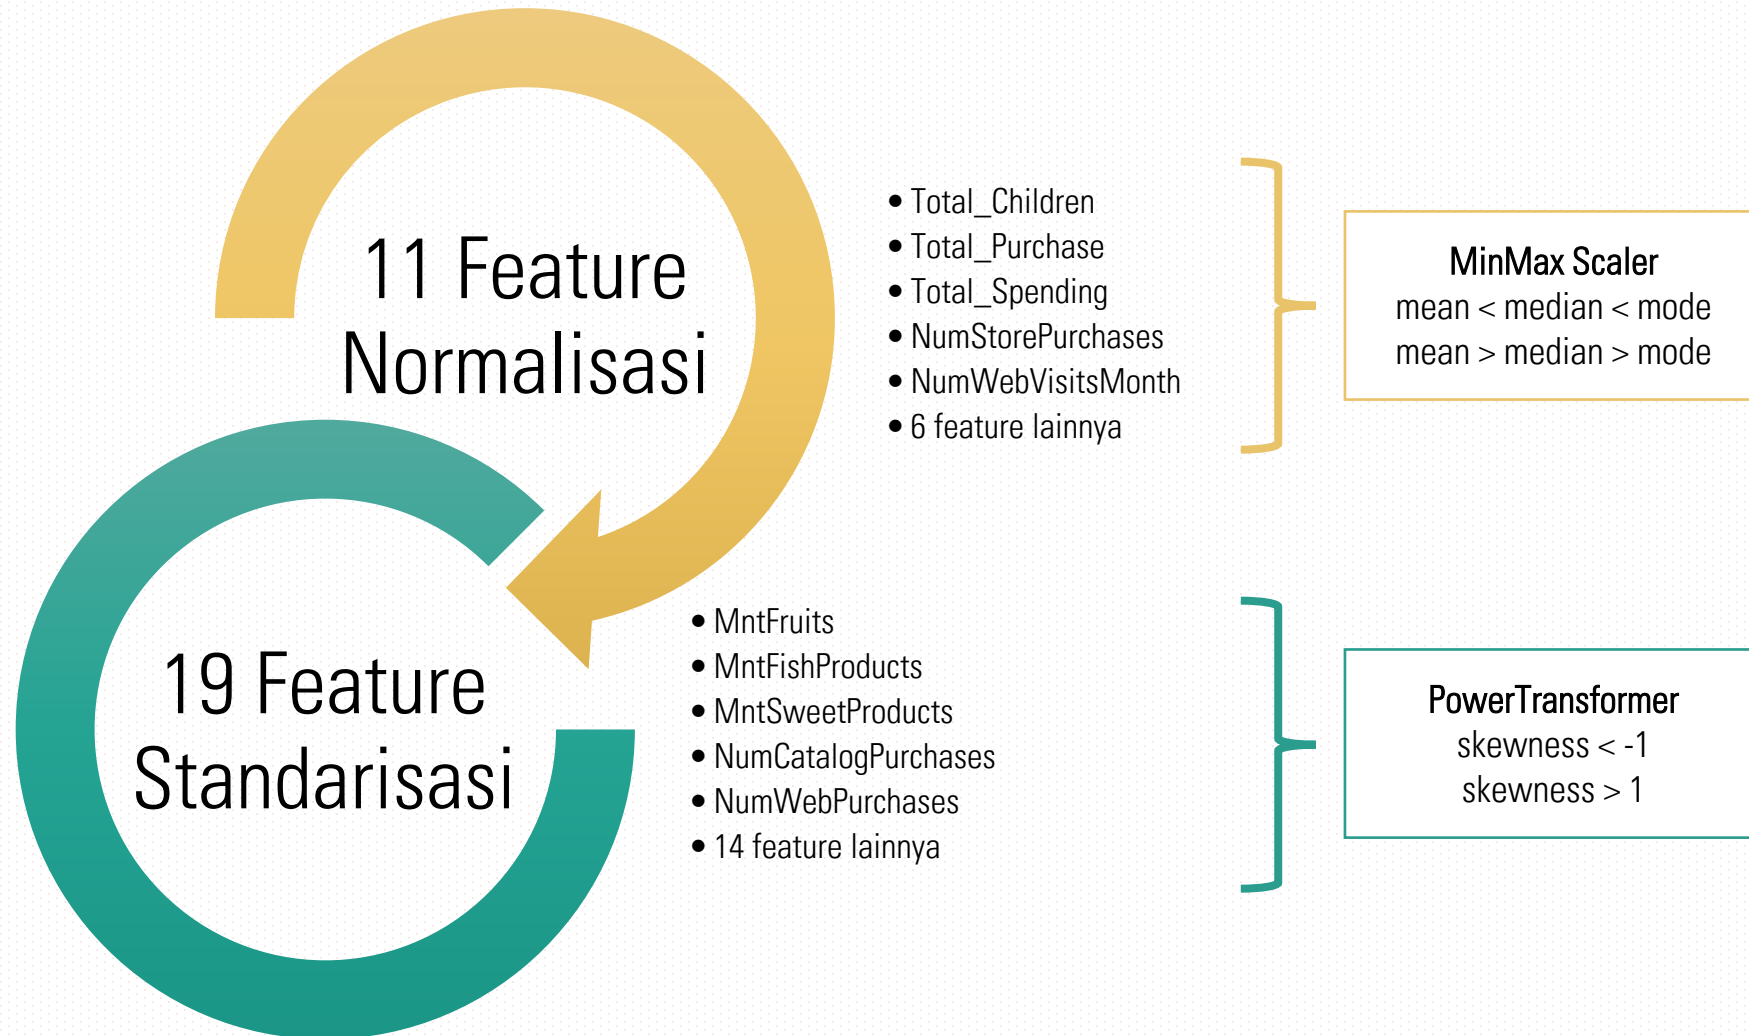 11 Feature
Normalisasi
• Total_Children
• Total_Purchase
• Total_Spending
• NumStorePurchases
• NumWebVisitsMonth
• 6 feature lainnya
MinMax Scaler
mean < median < mode
mean > median > mode
19 Feature
Standarisasi
• MntFruits
• MntFishProducts
• MntSweetProducts
• NumCatalogPurchases
• NumWebPurchases
• 14 feature lainnya
PowerTransformer
skewness < -1
skewness > 1